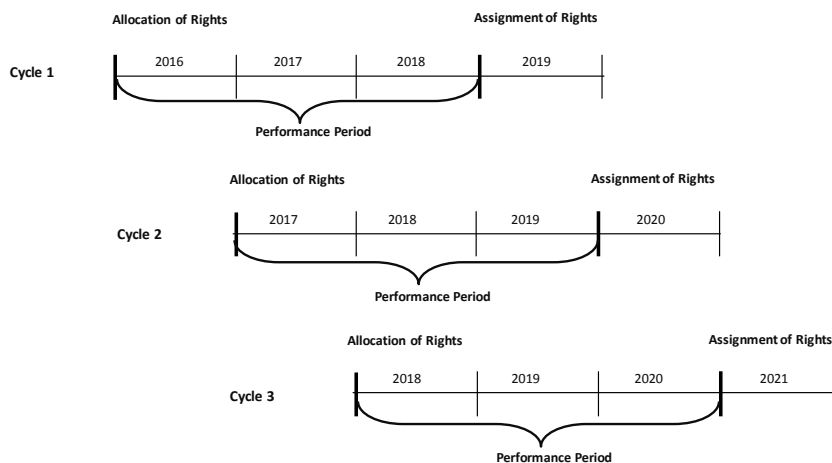 Allocation of Rights Assignment of Rights
2016 2017 2018 2019
Cycle 1
Performance Period
Allocation of Rights Assignment of Rights
2017 2018 2019 2020
Cycle 2
Performance Period
Allocation of Rights Assignment of Rights
2018 2019 2020 2021
Cycle 3
Performance Period